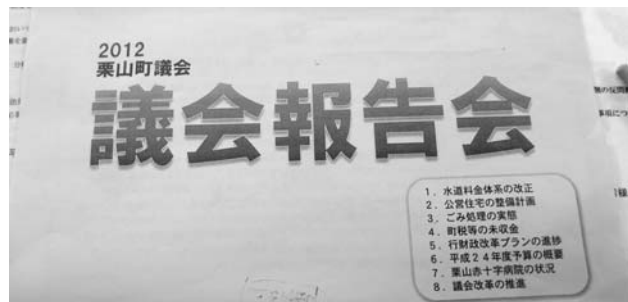 2012
栗山町議会
議会報告会
1．水道料金体系の改正
2．公営住宅の整備計画
3．ごみ処理の実態
4．町税等の未収金
5．行財政改革プランの進捗
6．平成24年度予算の概要
7．栗山赤十字病院の状況
8．議会改革の推進